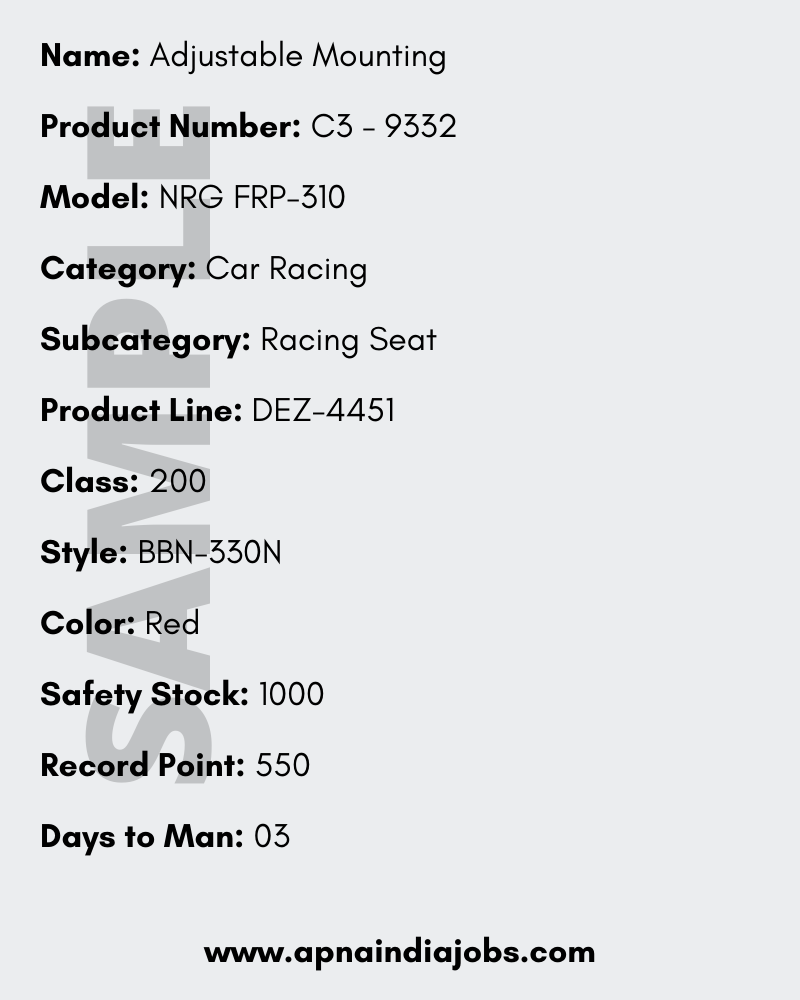 Name: Adjustable Mounting
Product Number: C3 - 9332
Model: NRG FRP-310
Category: Car Racing
Subcategory: Racing Seat
Product Line: DEZ-4451
Class: 200
Style: BBN-330N
Color: Red
Safety Stock: 1000
Record Point: 550
Days to Man: 03
SAMPLE
www.apnaindiajobs.com